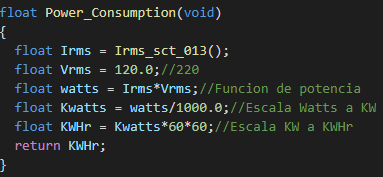 float Power_Consumption(void)
{
  float Irms = Irms_sct_013();
  float Vrms = 120.0;//220
  float watts = Irms*Vrms;//Funcion de potencia
  float Kwatts = watts/1000.0;//Escala Watts a KW
  float KWHr = Kwatts*60*60;//Escala KW a KWHr
  return KWHr;
}